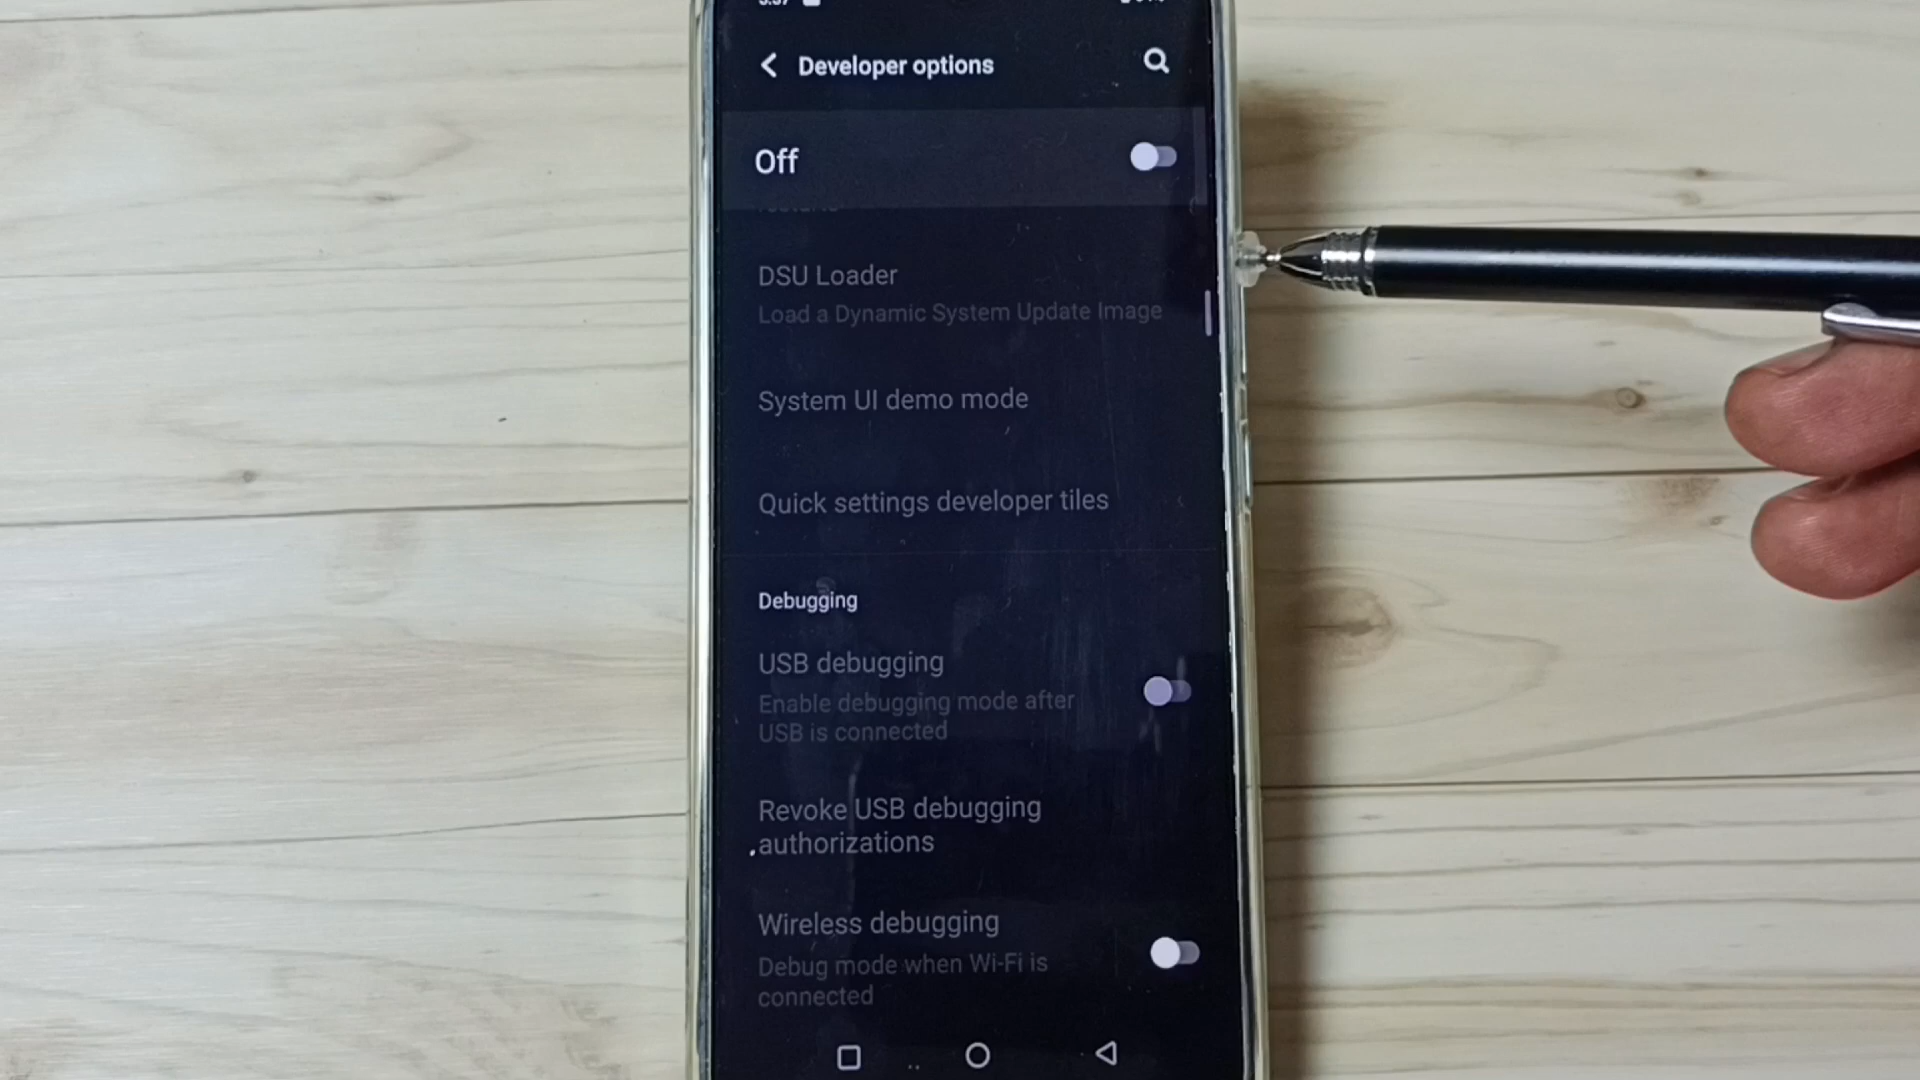 Developer options
Off
DSU Loader
Load a Dynamic System Update Image
System UI demo mode
Quick settings developer tiles
Debugging
USB debugging
Enable debugging mode after
USB is connected
Revoke USB debugging
authorizations
Wireless debugging
Debug mode when Wi-Fi is
connected